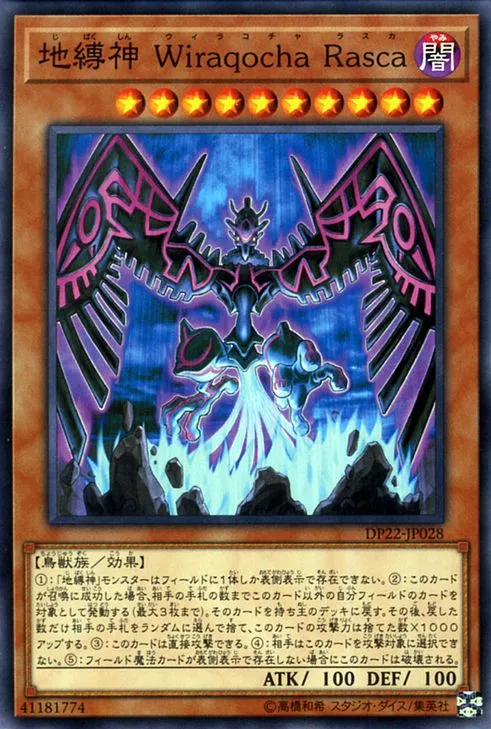 地縛神 Wiraqocha Rasca 闇
DP22-JP028
【鳥獣族／効果】
①：「地縛神」モンスターはフィールドに1体しか表側表示で存在できない。②：このカード
が召喚に成功した場合、相手の手札の数までこのカード以外の自分フィールドのカードを
対象として発動する(最大3枚まで)。そのカードを持ち主のデッキに戻す。その後、戻した
数だけ相手の手札をランダムに選んで捨て、このカードの攻撃力は捨てた数×1000
アップする。③：このカードは直接攻撃できる。④：相手はこのカードを攻撃対象に選択で
きない。⑤：フィールド魔法カードが表側表示で存在しない場合にこのカードは破壊される。
ATK/ 100 DEF/ 100
41181774 ©高橋和希 スタジオ・ダイス/集英社